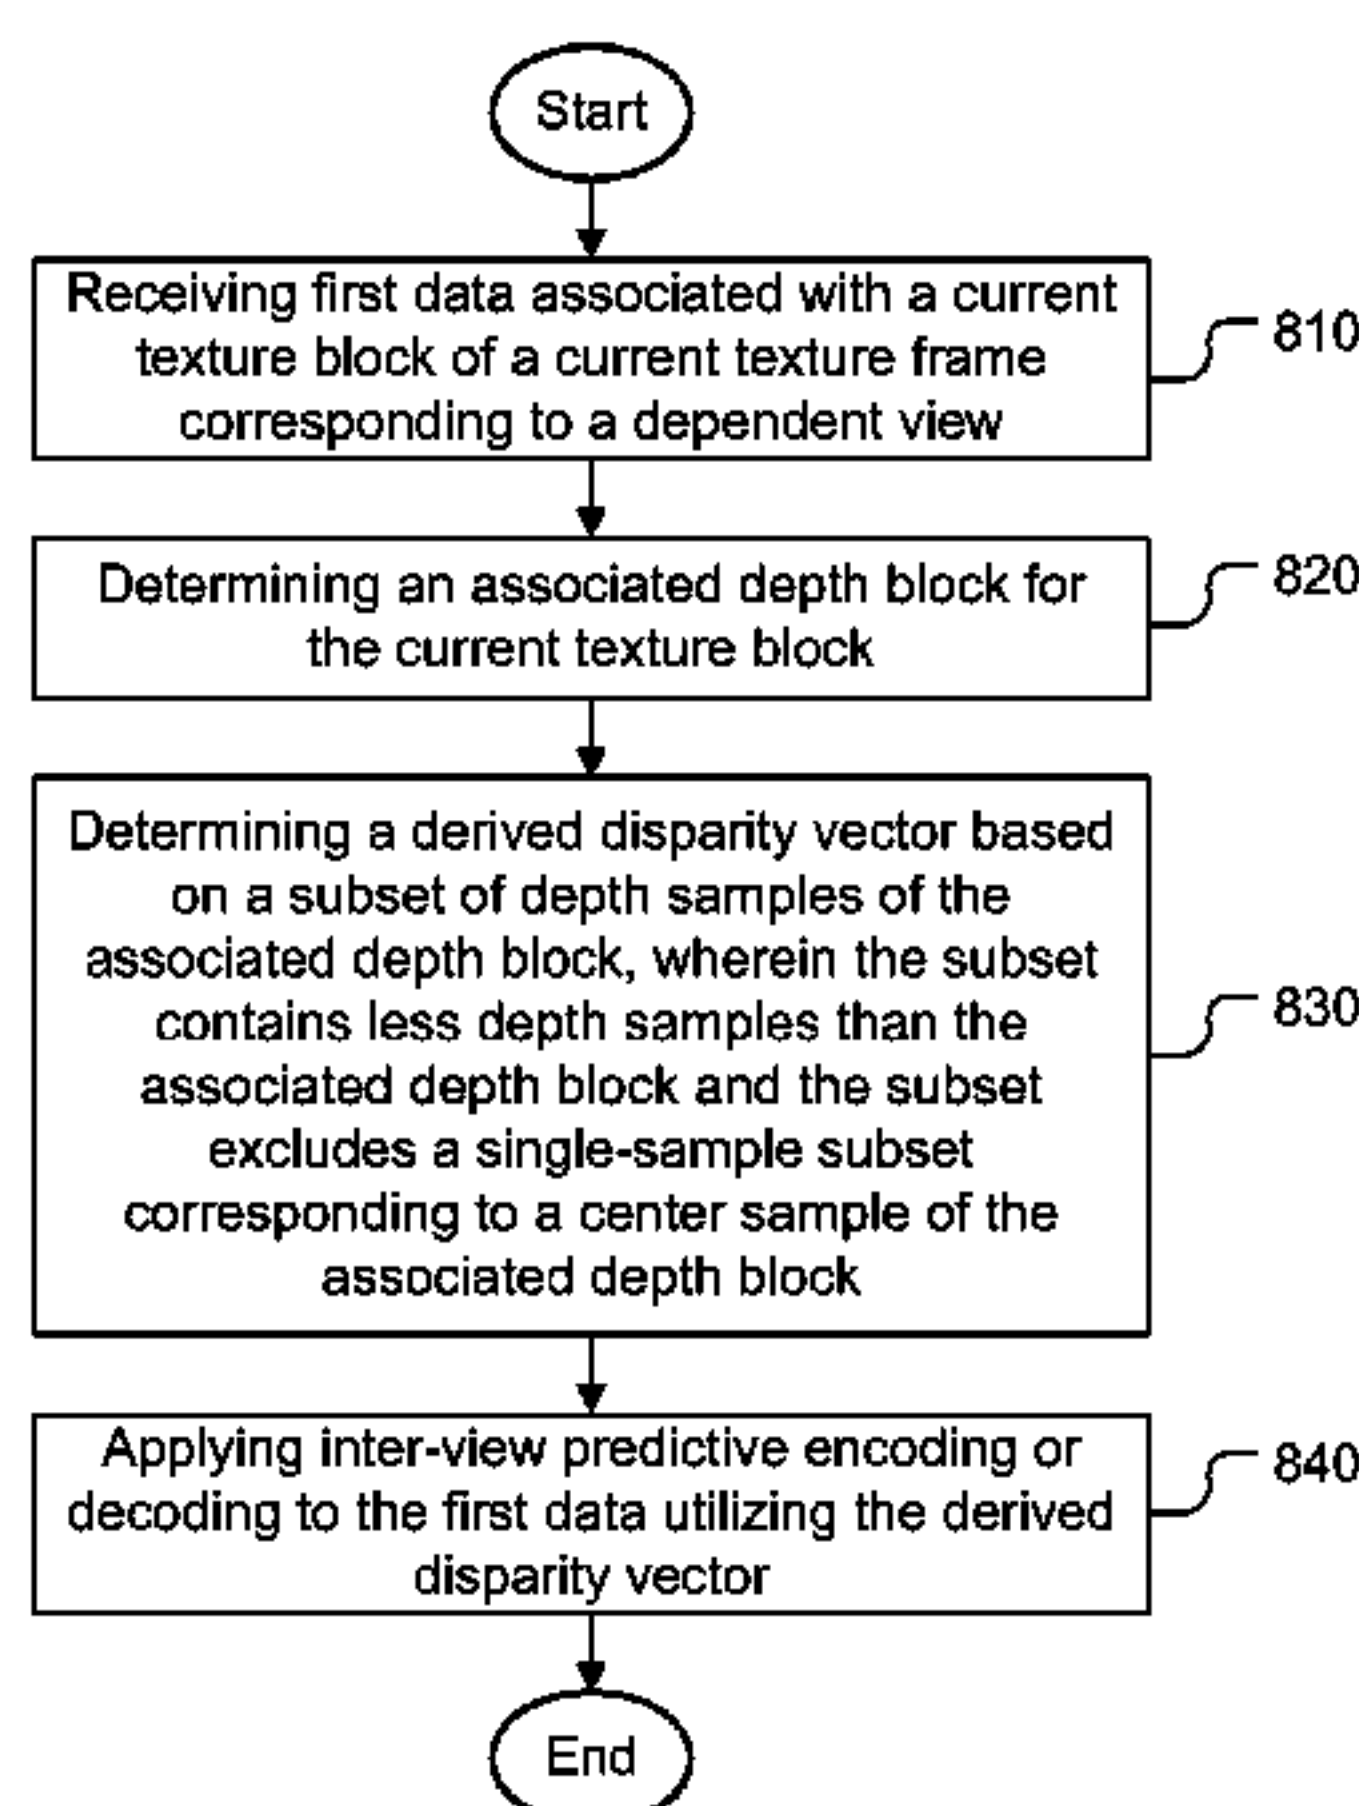 Start
Receiving first data associated with a current
texture block of a current texture frame
corresponding to a dependent view
810
Determining an associated depth block for
the current texture block
820
Determining a derived disparity vector based
on a subset of depth samples of the
associated depth block, wherein the subset
contains less depth samples than the
associated depth block and the subset
excludes a single-sample subset
corresponding to a center sample of the
associated depth block
830
Applying inter-view predictive encoding or
decoding to the first data utilizing the derived
disparity vector
840
End